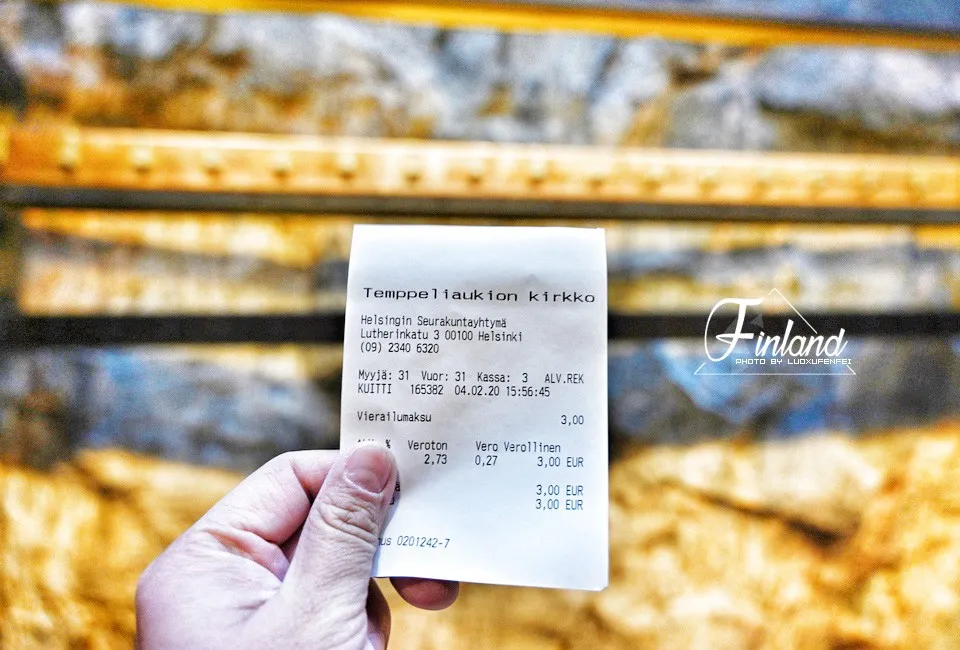 Temppeliaukion kirkko
Helsingin Seurakuntayhtymä
Lutherinkatu 3 00100 Helsinki
(09) 2340 6320
Myyjä: 31 Vuor: 31 Kassa: 3 ALV.REK
KUITTI 165382 04.02.20 15:56:45
Vierailumaksu 3,00
% Veroton Vero Verollinen
2,73 0,27 3,00 EUR
3,00 EUR
3,00 EUR
0201242-7
Finland
PHOTO BY LUOXUFENFEI